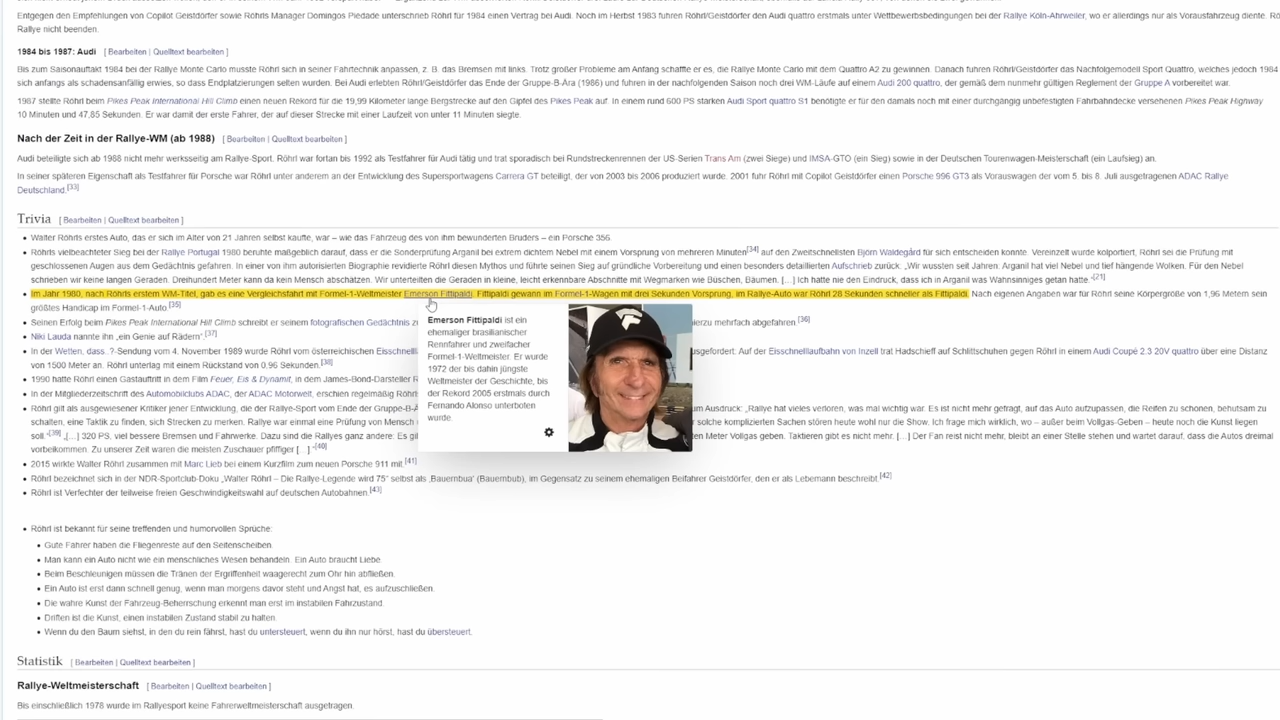 Entgegen den Empfehlungen von Copilot Geistdörfer sowie Röhrls Manager Domingos Piedade unterschrieb Röhrl für 1984 einen Vertrag bei Audi. Noch im Herbst 1983 fuhren Röhrl/Geistdörfer den Audi quattro erstmals unter Wettbewerbsbedingungen bei der Rallye Köln-Ahrweiler, wo er allerdings nur als Vorausfahrzeug diente.
Rallye nicht beenden.
1984 bis 1987: Audi [ Bearbeiten | Quelltext bearbeiten ]
Bis zum Saisonauftakt 1984 bei der Rallye Monte Carlo musste Röhrl sich in seiner Fahrtechnik anpassen, z. B. das Bremsen mit links. Trotz großer Probleme am Anfang schaffte er es, die Rallye Monte Carlo mit dem Quattro A2 zu gewinnen. Danach fuhren Röhrl/Geistdörfer das Nachfolgemodell Sport Quattro, welches jedoch 1984
sich anfangs als schadensanfällig erwies, so dass Endplatzierungen selten wurden. Bei Audi erlebten Röhrl/Geistdörfer das Ende der Gruppe-B-Ära (1986) und fuhren in der nachfolgenden Saison noch drei WM-Läufe auf einem Audi 200 quattro, der gemäß dem nunmehr gültigen Reglement der Gruppe A vorbereitet war.
1987 stellte Röhrl beim Pikes Peak International Hill Climb einen neuen Rekord für die 19,99 Kilometer lange Bergstrecke auf den Gipfel des Pikes Peak auf. In einem rund 600 PS starken Audi Sport quattro S1 benötigte er für den damals noch mit einer durchgängig unbefestigten Fahrbahndecke versehenen Pikes Peak Highway
10 Minuten und 47,85 Sekunden. Er war damit der erste Fahrer, der auf dieser Strecke mit einer Laufzeit von unter 11 Minuten siegte.
Nach der Zeit in der Rallye-WM (ab 1988) [ Bearbeiten | Quelltext bearbeiten ]
Audi beteiligte sich ab 1988 nicht mehr werksseitig am Rallye-Sport. Röhrl war fortan bis 1992 als Testfahrer für Audi tätig und trat sporadisch bei Rundstreckenrennen der US-Serien Trans Am (zwei Siege) und IMSA-GTO (ein Sieg) sowie in der Deutschen Tourenwagen-Meisterschaft (ein Laufsieg) an.
In seiner späteren Eigenschaft als Testfahrer für Porsche war Röhrl unter anderem an der Entwicklung des Supersportwagens Carrera GT beteiligt, der von 2003 bis 2006 produziert wurde. 2001 fuhr Röhrl mit Copilot Geistdörfer einen Porsche 996 GT3 als Vorauswagen der vom 5. bis 8. Juli ausgetragenen ADAC Rallye
Deutschland.[33]
Trivia [ Bearbeiten | Quelltext bearbeiten ]
• Walter Röhrls erstes Auto, das er sich im Alter von 21 Jahren selbst kaufte, war – wie das Fahrzeug des von ihm bewunderten Bruders – ein Porsche 356.
• Röhrls vielbeachteter Sieg bei der Rallye Portugal 1980 beruhte maßgeblich darauf, dass er die Sonderprüfung Arganil bei extrem dichtem Nebel mit einem Vorsprung von mehreren Minuten[34] auf den Zweitschnellsten Björn Waldegård für sich entscheiden konnte. Vereinzelt wurde kolportiert, Röhrl sei die Prüfung mit
geschlossenen Augen aus dem Gedächtnis gefahren. In einer von ihm autorisierten Biographie revidierte Röhrl diesen Mythos und führte seinen Sieg auf gründliche Vorbereitung und einen besonders detaillierten Aufschrieb zurück. „Wir wussten seit Jahren: Arganil hat viel Nebel und tief hängende Wolken. Für den Nebel
schrieben wir keine langen Geraden. Dreihundert Meter kann da kein Mensch abschätzen. Wir unterteilten die Geraden in kleine, leicht erkennbare Abschnitte mit Wegmarken wie Büschen, Bäumen, [...] Ich hatte nie den Eindruck, dass ich in Arganil was Wahnsinniges getan hatte.“[21]
• Im Jahr 1980, nach Röhrls erstem WM-Titel, gab es eine Vergleichsfahrt mit Formel-1-Weltmeister Emerson Fittipaldi. Fittipaldi gewann im Formel-1-Wagen mit drei Sekunden Vorsprung, im Rallye-Auto war Röhrl 28 Sekunden schneller als Fittipaldi. Nach eigenen Angaben war für Röhrl seine Körpergröße von 1,96 Metern sein
größtes Handicap im Formel-1-Auto.[35]
• Seinen Erfolg beim Pikes Peak International Hill Climb schreibt er seinem fotografischen Gedächtnis z
hierzu mehrfach abgefahren.[36]
• Niki Lauda nannte ihn „ein Genie auf Rädern“.[37]
• In der Wetten, dass..?-Sendung vom 4. November 1989 wurde Röhrl vom österreichischen Eisschnelll
usgefordert: Auf der Eisschnelllaufbahn von Inzell trat Hadschieff auf Schlittschuhen gegen Röhrl in einem Audi Coupé 2.3 20V quattro über eine Distanz
von 1500 Meter an. Röhrl unterlag mit einem Rückstand von 0,96 Sekunden.[38]
• 1990 hatte Röhrl einen Gastauftritt in dem Film Feuer, Eis & Dynamit, in dem James-Bond-Darsteller R
• In der Mitgliederzeitschrift des Automobilclubs ADAC, der ADAC Motorwelt, erschien regelmäßig Röhrl
• Röhrl gilt als ausgewiesener Kritiker jener Entwicklung, die der Rallye-Sport vom Ende der Gruppe-B-Ä
um Ausdruck: „Rallye hat vieles verloren, was mal wichtig war. Es ist nicht mehr gefragt, auf das Auto aufzupassen, die Reifen zu schonen, behutsam zu
schalten, eine Taktik zu finden, sich Strecken zu merken. Rallye war einmal eine Prüfung von Mensch
solche komplizierten Sachen stören heute wohl nur die Show. Ich frage mich wirklich, wo – außer beim Vollgas-Geben – heute noch die Kunst liegen
soll.“[39] „[...] 320 PS, viel bessere Bremsen und Fahrwerke. Dazu sind die Rallyes ganz andere: Es gi
en Meter Vollgas geben. Taktieren gibt es nicht mehr. [...] Der Fan reist nicht mehr, bleibt an einer Stelle stehen und wartet darauf, dass die Autos dreimal
vorbeikommen. Zu unserer Zeit waren die meisten Zuschauer pfiffiger [...].“[40]
• 2015 wirkte Walter Röhrl zusammen mit Marc Lieb in einem Kurzfilm zum neuen Porsche 911 mit.[41]
• Röhrl bezeichnet sich in der NDR-Sportclub-Doku „Walter Röhrl – Die Rallye-Legende wird 75“ selbst als ‚Bauernbua‘ (Bauernbub), im Gegensatz zu seinem ehemaligen Beifahrer Geistdörfer, den er als Lebemann beschreibt.[42]
• Röhrl ist Verfechter der teilweise freien Geschwindigkeitswahl auf deutschen Autobahnen.[43]
Emerson Fittipaldi ist ein
ehemaliger brasilianischer
Rennfahrer und zweifacher
Formel-1-Weltmeister. Er wurde
1972 der bis dahin jüngste
Weltmeister der Geschichte, bis
der Rekord 2005 erstmals durch
Fernando Alonso unterboten
wurde.
• Röhrl ist bekannt für seine treffenden und humorvollen Sprüche:
• Gute Fahrer haben die Fliegenreste auf den Seitenscheiben.
• Man kann ein Auto nicht wie ein menschliches Wesen behandeln. Ein Auto braucht Liebe.
• Beim Beschleunigen müssen die Tränen der Ergriffenheit waagerecht zum Ohr hin abfließen.
• Ein Auto ist erst dann schnell genug, wenn man morgens davor steht und Angst hat, es aufzuschließen.
• Die wahre Kunst der Fahrzeug-Beherrschung erkennt man erst im instabilen Fahrzustand.
• Driften ist die Kunst, einen instabilen Zustand stabil zu halten.
• Wenn du den Baum siehst, in den du rein fährst, hast du untersteuert, wenn du ihn nur hörst, hast du übersteuert.
Statistik [ Bearbeiten | Quelltext bearbeiten ]
Rallye-Weltmeisterschaft [ Bearbeiten | Quelltext bearbeiten ]
Bis einschließlich 1978 wurde im Rallyesport keine Fahrerweltmeisterschaft ausgetragen.